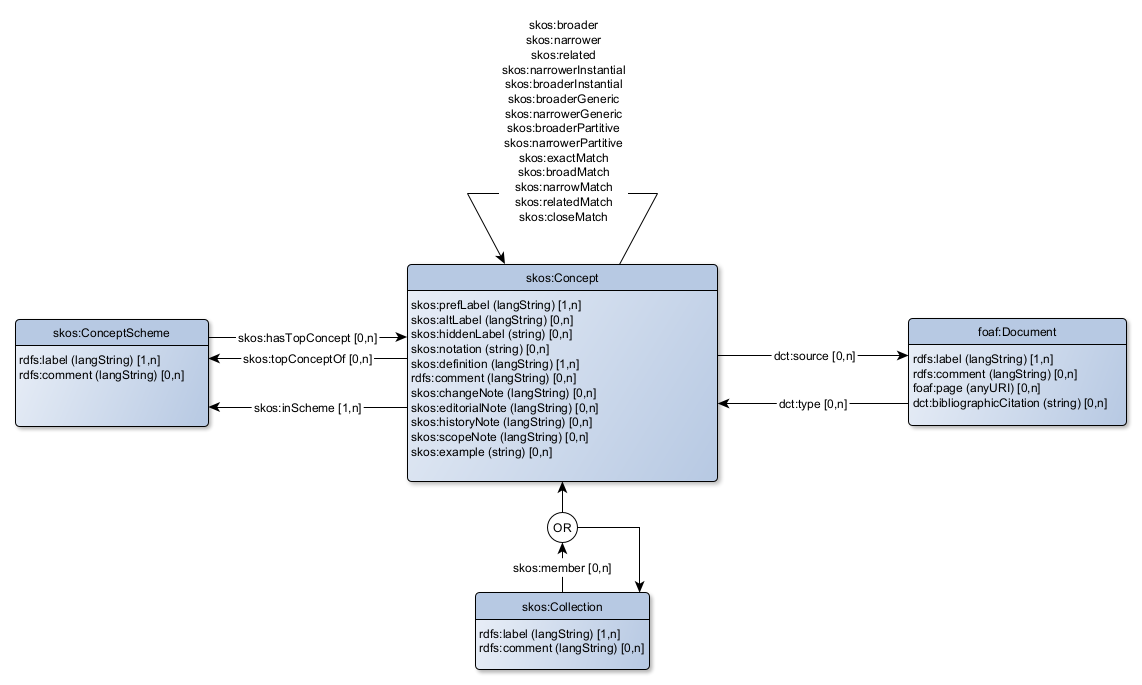 skos:broader
skos:narrower
skos:related
skos:narrowerInstantial
skos:broaderInstantial
skos:broaderGeneric
skos:narrowerGeneric
skos:broaderPartitive
skos:narrowerPartitive
skos:exactMatch
skos:broadMatch
skos:narrowMatch
skos:relatedMatch
skos:closeMatch
skos:Concept
skos:prefLabel (langString) [1,n]
skos:altLabel (langString) [0,n]
skos:hiddenLabel (string) [0,n]
skos:notation (string) [0,n]
skos:definition (langString) [1,n]
rdfs:comment (langString) [0,n]
skos:changeNote (langString) [0,n]
skos:editorialNote (langString) [0,n]
skos:historyNote (langString) [0,n]
skos:scopeNote (langString) [0,n]
skos:example (string) [0,n]
skos:ConceptScheme
rdfs:label (langString) [1,n]
rdfs:comment (langString) [0,n]
skos:hasTopConcept [0,n]
skos:topConceptOf [0,n]
skos:inScheme [1,n]
dct:source [0,n]
dct:type [0,n]
foaf:Document
rdfs:label (langString) [1,n]
rdfs:comment (langString) [0,n]
foaf:page (anyURI) [0,n]
dct:bibliographicCitation (string) [0,n]
OR
skos:member [0,n]
skos:Collection
rdfs:label (langString) [1,n]
rdfs:comment (langString) [0,n]